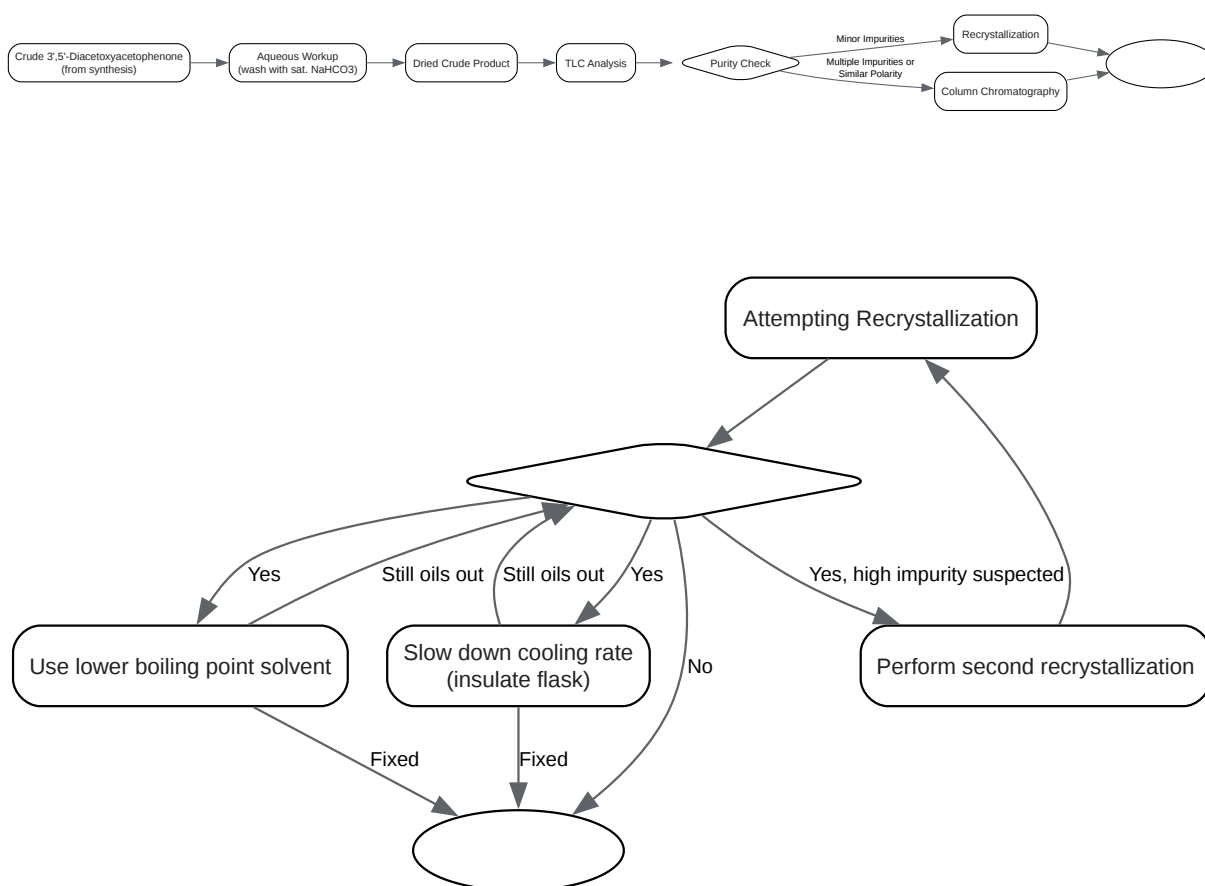 Crude 3',5'-Diacetoxyacetophenone
(from synthesis)
Aqueous Workup
(wash with sat. NaHCO3)
Dried Crude Product
TLC Analysis
Purity Check
Minor Impurities
Multiple Impurities or
Similar Polarity
Recrystallization
Column Chromatography
Attempting Recrystallization
Yes
Still oils out
Still oils out
Yes
Yes, high impurity suspected
Use lower boiling point solvent
Slow down cooling rate
(insulate flask)
No
Perform second recrystallization
Fixed
Fixed